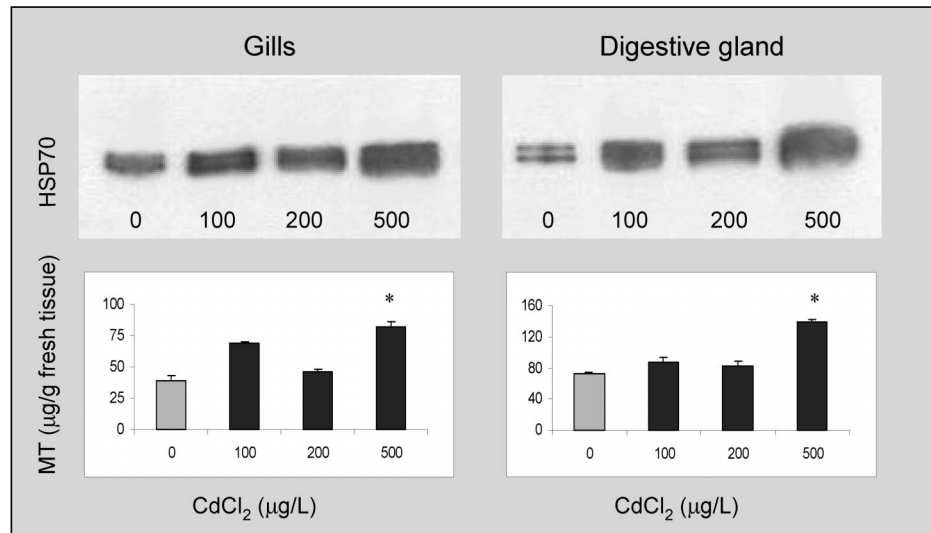 Gills
Digestive gland
HSP70
0 100 200 500
0 100 200 500
MT (µg/g fresh tissue)
100
75
50
25
0
*
0 100 200 500
CdCl₂ (µg/L)
160
120
80
40
0
*
0 100 200 500
CdCl₂ (µg/L)